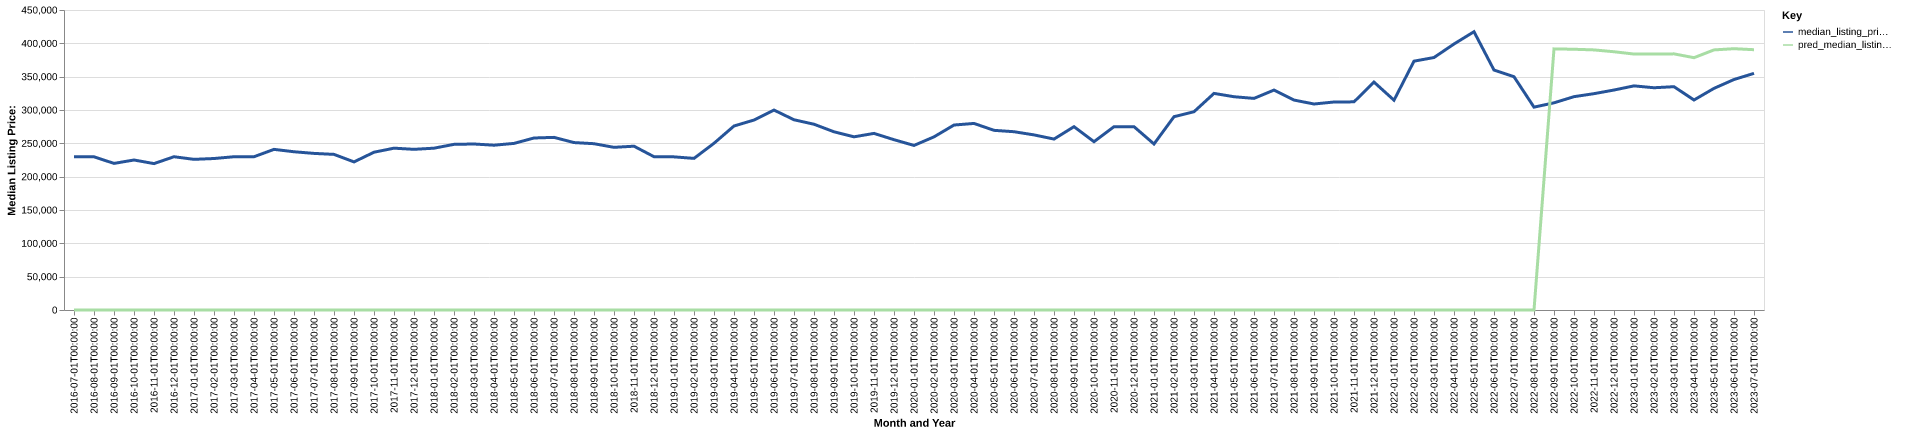 450,000
400,000
350,000
300,000
250,000
200,000
150,000
100,000
50,000
0
Median Listing Price:
2016-07-01T00:00:00
2016-08-01T00:00:00
2016-09-01T00:00:00
2016-10-01T00:00:00
2016-11-01T00:00:00
2016-12-01T00:00:00
2017-01-01T00:00:00
2017-02-01T00:00:00
2017-03-01T00:00:00
2017-04-01T00:00:00
2017-05-01T00:00:00
2017-06-01T00:00:00
2017-07-01T00:00:00
2017-08-01T00:00:00
2017-09-01T00:00:00
2017-10-01T00:00:00
2017-11-01T00:00:00
2017-12-01T00:00:00
2018-01-01T00:00:00
2018-02-01T00:00:00
2018-03-01T00:00:00
2018-04-01T00:00:00
2018-05-01T00:00:00
2018-06-01T00:00:00
2018-07-01T00:00:00
2018-08-01T00:00:00
2018-09-01T00:00:00
2018-10-01T00:00:00
2018-11-01T00:00:00
2018-12-01T00:00:00
2019-01-01T00:00:00
2019-02-01T00:00:00
2019-03-01T00:00:00
2019-04-01T00:00:00
2019-05-01T00:00:00
2019-06-01T00:00:00
2019-07-01T00:00:00
2019-08-01T00:00:00
2019-09-01T00:00:00
2019-10-01T00:00:00
2019-11-01T00:00:00
2019-12-01T00:00:00
2020-01-01T00:00:00
2020-02-01T00:00:00
2020-03-01T00:00:00
2020-04-01T00:00:00
2020-05-01T00:00:00
2020-06-01T00:00:00
2020-07-01T00:00:00
2020-08-01T00:00:00
2020-09-01T00:00:00
2020-10-01T00:00:00
2020-11-01T00:00:00
2020-12-01T00:00:00
2021-01-01T00:00:00
2021-02-01T00:00:00
2021-03-01T00:00:00
2021-04-01T00:00:00
2021-05-01T00:00:00
2021-06-01T00:00:00
2021-07-01T00:00:00
2021-08-01T00:00:00
2021-09-01T00:00:00
2021-10-01T00:00:00
2021-11-01T00:00:00
2021-12-01T00:00:00
2022-01-01T00:00:00
2022-02-01T00:00:00
2022-03-01T00:00:00
2022-04-01T00:00:00
2022-05-01T00:00:00
2022-06-01T00:00:00
2022-07-01T00:00:00
2022-08-01T00:00:00
2022-09-01T00:00:00
2022-10-01T00:00:00
2022-11-01T00:00:00
2022-12-01T00:00:00
2023-01-01T00:00:00
2023-02-01T00:00:00
2023-03-01T00:00:00
2023-04-01T00:00:00
2023-05-01T00:00:00
2023-06-01T00:00:00
2023-07-01T00:00:00
Month and Year
Key
median_listing_pri…
pred_median_listin…